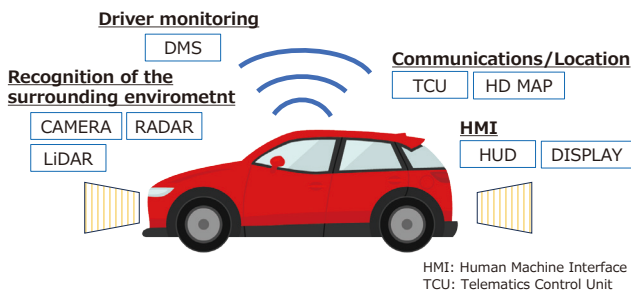 Driver monitoring
DMS
Recognition of the
surrounding envirometnt
CAMERA RADAR
LiDAR
Communications/Location
TCU HD MAP
HMI
HUD DISPLAY
HMI: Human Machine Interface
TCU: Telematics Control Unit